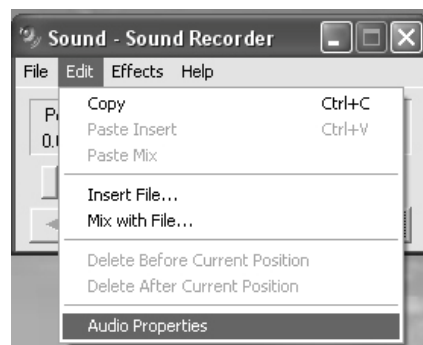 Sound - Sound Recorder
File Edit Effects Help
Copy Ctrl+C
Paste Insert Ctrl+V
Paste Mix
Insert File...
Mix with File...
Delete Before Current Position
Delete After Current Position
Audio Properties